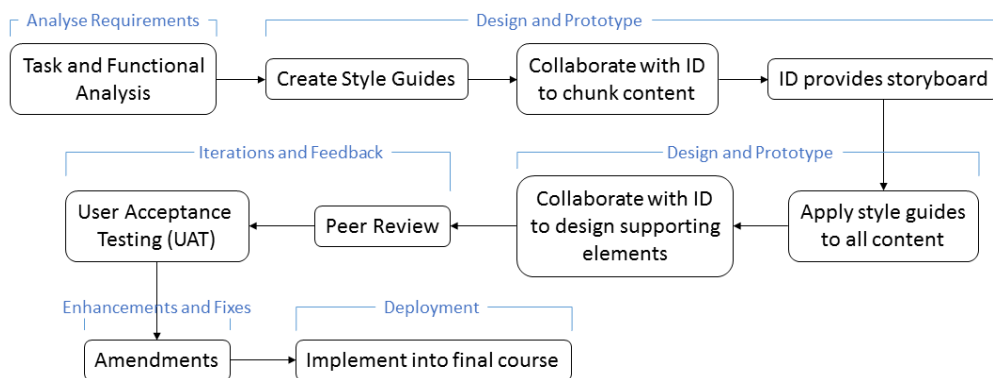 Analyse Requirements
Design and Prototype
Task and Functional
Analysis
Create Style Guides
Collaborate with ID
to chunk content
ID provides storyboard
Iterations and Feedback
Design and Prototype
User Acceptance
Testing (UAT)
Peer Review
Collaborate with ID
to design supporting
elements
Apply style guides
to all content
Enhancements and Fixes
Deployment
Amendments
Implement into final course